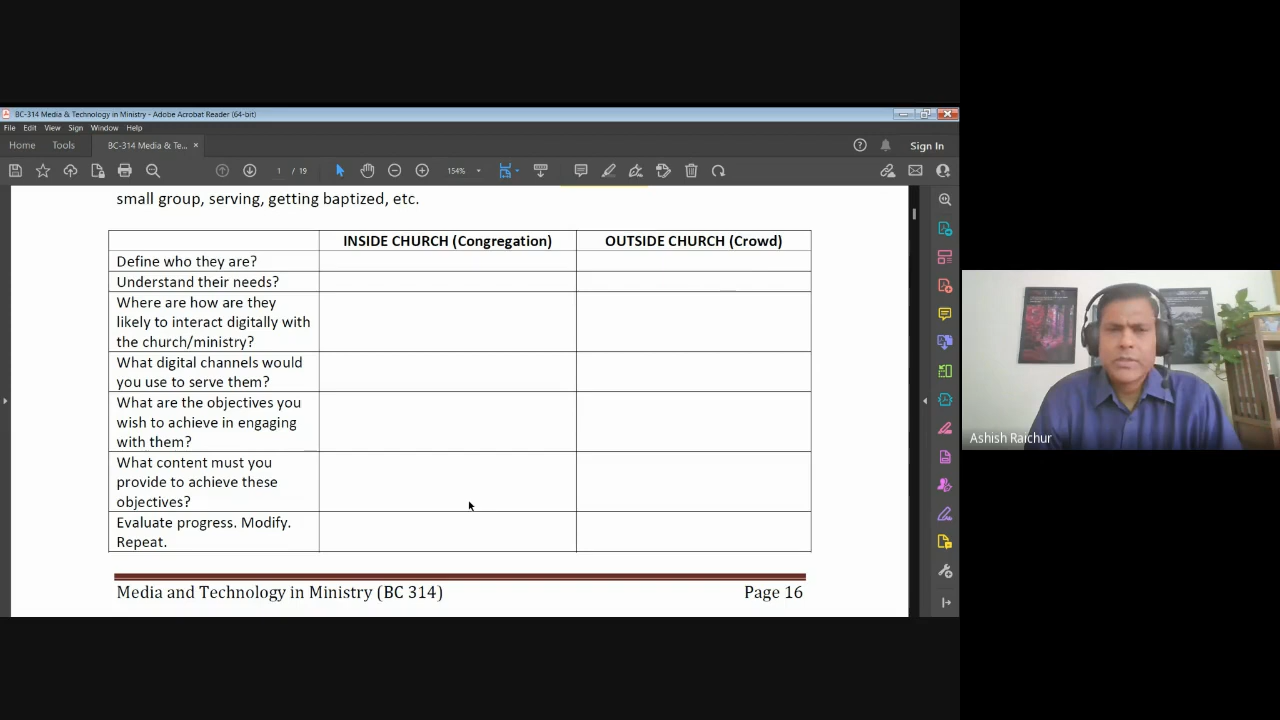 BC-314 Media & Technology in Ministry - Adobe Acrobat Reader (64-bit)
File Edit View Sign Window Help
Home Tools BC-314 Media & Te... × Sign In
1 / 19 154%
small group, serving, getting baptized, etc.
INSIDE CHURCH (Congregation) OUTSIDE CHURCH (Crowd)
Define who they are?
Understand their needs?
Where are how are they
likely to interact digitally with
the church/ministry?
What digital channels would
you use to serve them?
What are the objectives you
wish to achieve in engaging
with them?
What content must you
provide to achieve these
objectives?
Evaluate progress. Modify.
Repeat.
Media and Technology in Ministry (BC 314) Page 16
Ashish Raichur